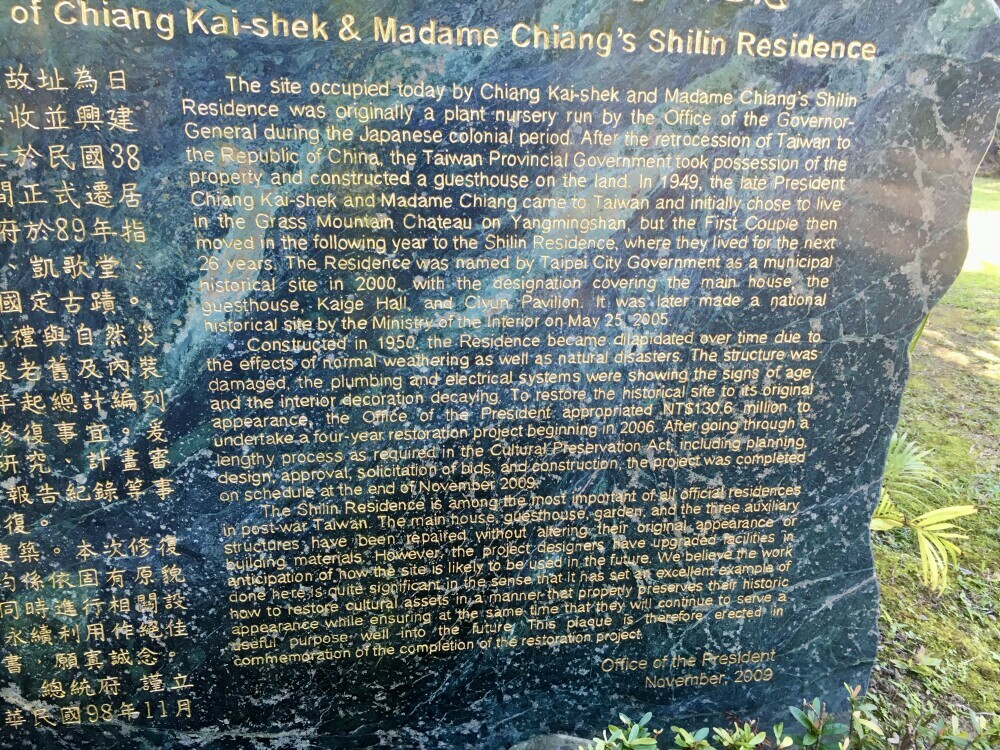 of Chiang Kai-shek & Madame Chiang's Shilin Residence
故址為日
收並興建
於民國38
間正式遷居
府於89年指
、凱歌堂、
國定古蹟。
禮與自然災
老舊及內裝
年起總計編列
修復事宜。爰
研究、計畫審
報告紀錄等事
復。
建築。本次修復
均係依固有原貌
同時進行相關設
永續利用作絕佳
書,願真誠念。
總統府 謹立
華民國98年11月
The site occupied today by Chiang Kai-shek and Madame Chiang's Shilin
Residence was originally a plant nursery run by the Office of the Governor-
General during the Japanese colonial period. After the retrocession of Taiwan to
the Republic of China, the Taiwan Provincial Government took possession of the
property and constructed a guesthouse on the land. In 1949, the late President
Chiang Kai-shek and Madame Chiang came to Taiwan and initially chose to live
in the Grass Mountain Chateau on Yangmingshan, but the First Couple then
moved in the following year to the Shilin Residence, where they lived for the next
26 years. The Residence was named by Taipei City Government as a municipal
historical site in 2000, with the designation covering the main house, the
guesthouse, Kaige Hall, and Ciyun Pavilion. It was later made a national
historical site by the Ministry of the Interior on May 25, 2005.
Constructed in 1950, the Residence became dilapidated over time due to
the effects of normal weathering as well as natural disasters. The structure was
damaged, the plumbing and electrical systems were showing the signs of age,
and the interior decoration decaying. To restore the historical site to its original
appearance, the Office of the President appropriated NT$130.6 million to
undertake a four-year restoration project beginning in 2006. After going through a
lengthy process as required in the Cultural Preservation Act, including planning,
design, approval, solicitation of bids, and construction, the project was completed
on schedule at the end of November 2009.
The Shilin Residence is among the most important of all official residences
in post-war Taiwan. The main house, guesthouse, garden, and the three auxiliary
structures have been repaired without altering their original appearance or
building materials. However, the project designers have upgraded facilities in
anticipation of how the site is likely to be used in the future. We believe the work
done here is quite significant in the sense that it has set an excellent example of
how to restore cultural assets in a manner that properly preserves their historic
appearance while ensuring at the same time that they will continue to serve a
useful purpose well into the future. This plaque is therefore erected in
commemoration of the completion of the restoration project.
Office of the President
November, 2009